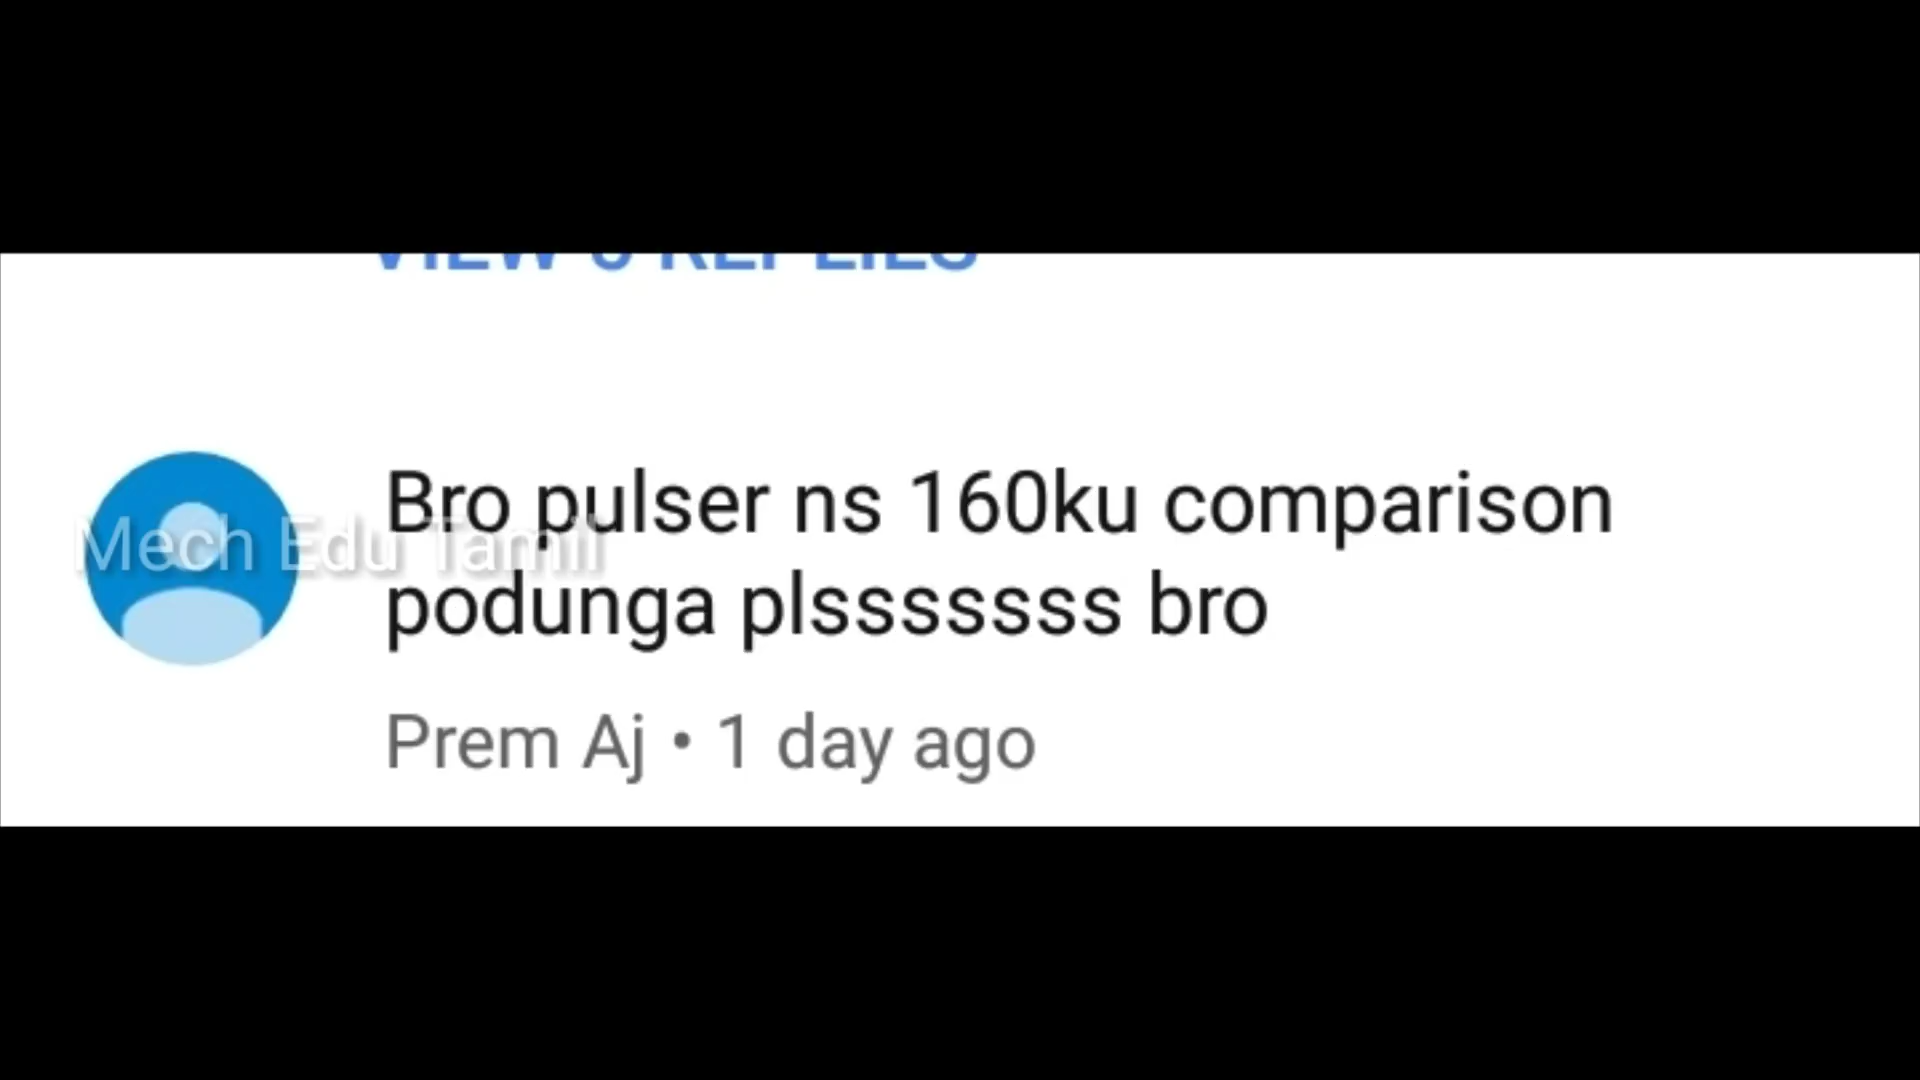 Bro pulser ns 160ku comparison
podunga plsssssss bro
Mech Edu Tamil
Prem Aj • 1 day ago